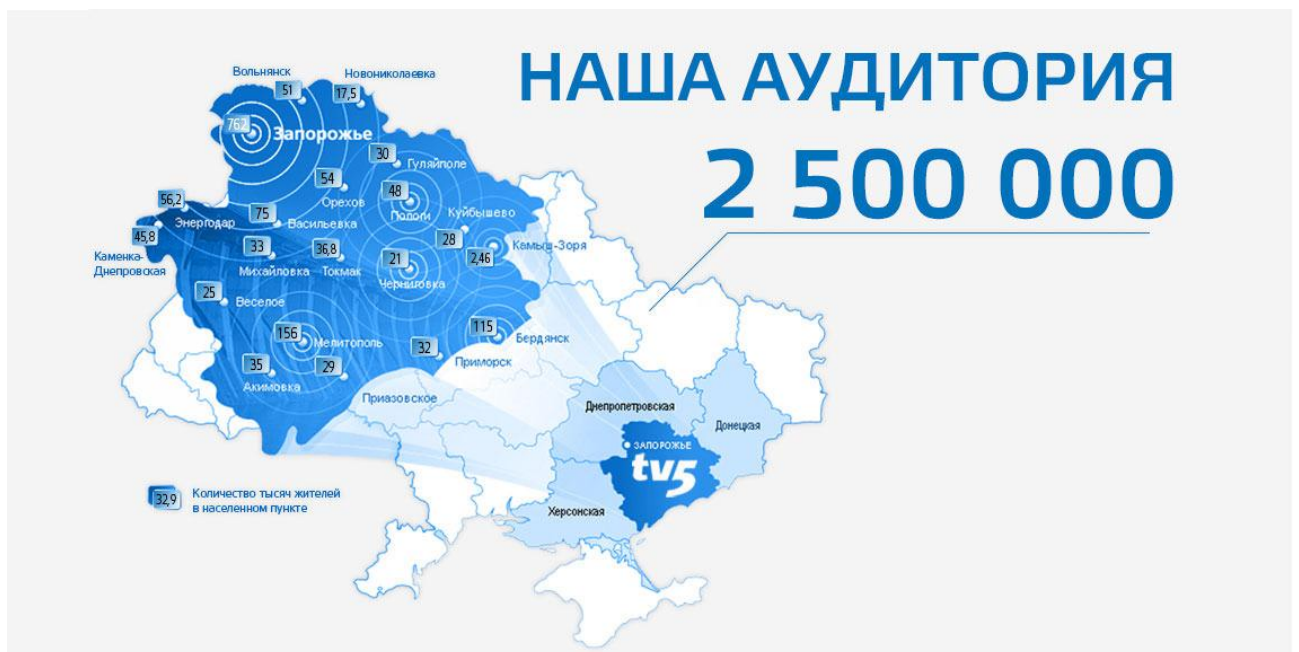 НАША АУДИТОРИЯ
2 500 000
Вольнянск
51
Новониколаевка
17,5
762
Запорожье
30
Гуляйполе
54
Орехов
48
Пологи
Куйбышево
28
56,2
Энергодар
75
Васильевка
45,8
Каменка-
Днепровская
33
Михайловка
36,8
Токмак
21
Черниговка
2,46
Камыш-Зоря
25
Веселое
156
Мелитополь
115
Бердянск
32
Приморск
35
Акимовка
29
Приазовское
Днепропетровская
Донецкая
ЗАПОРОЖЬЕ
tv5
Херсонская
32,9
Количество тысяч жителей
в населенном пункте